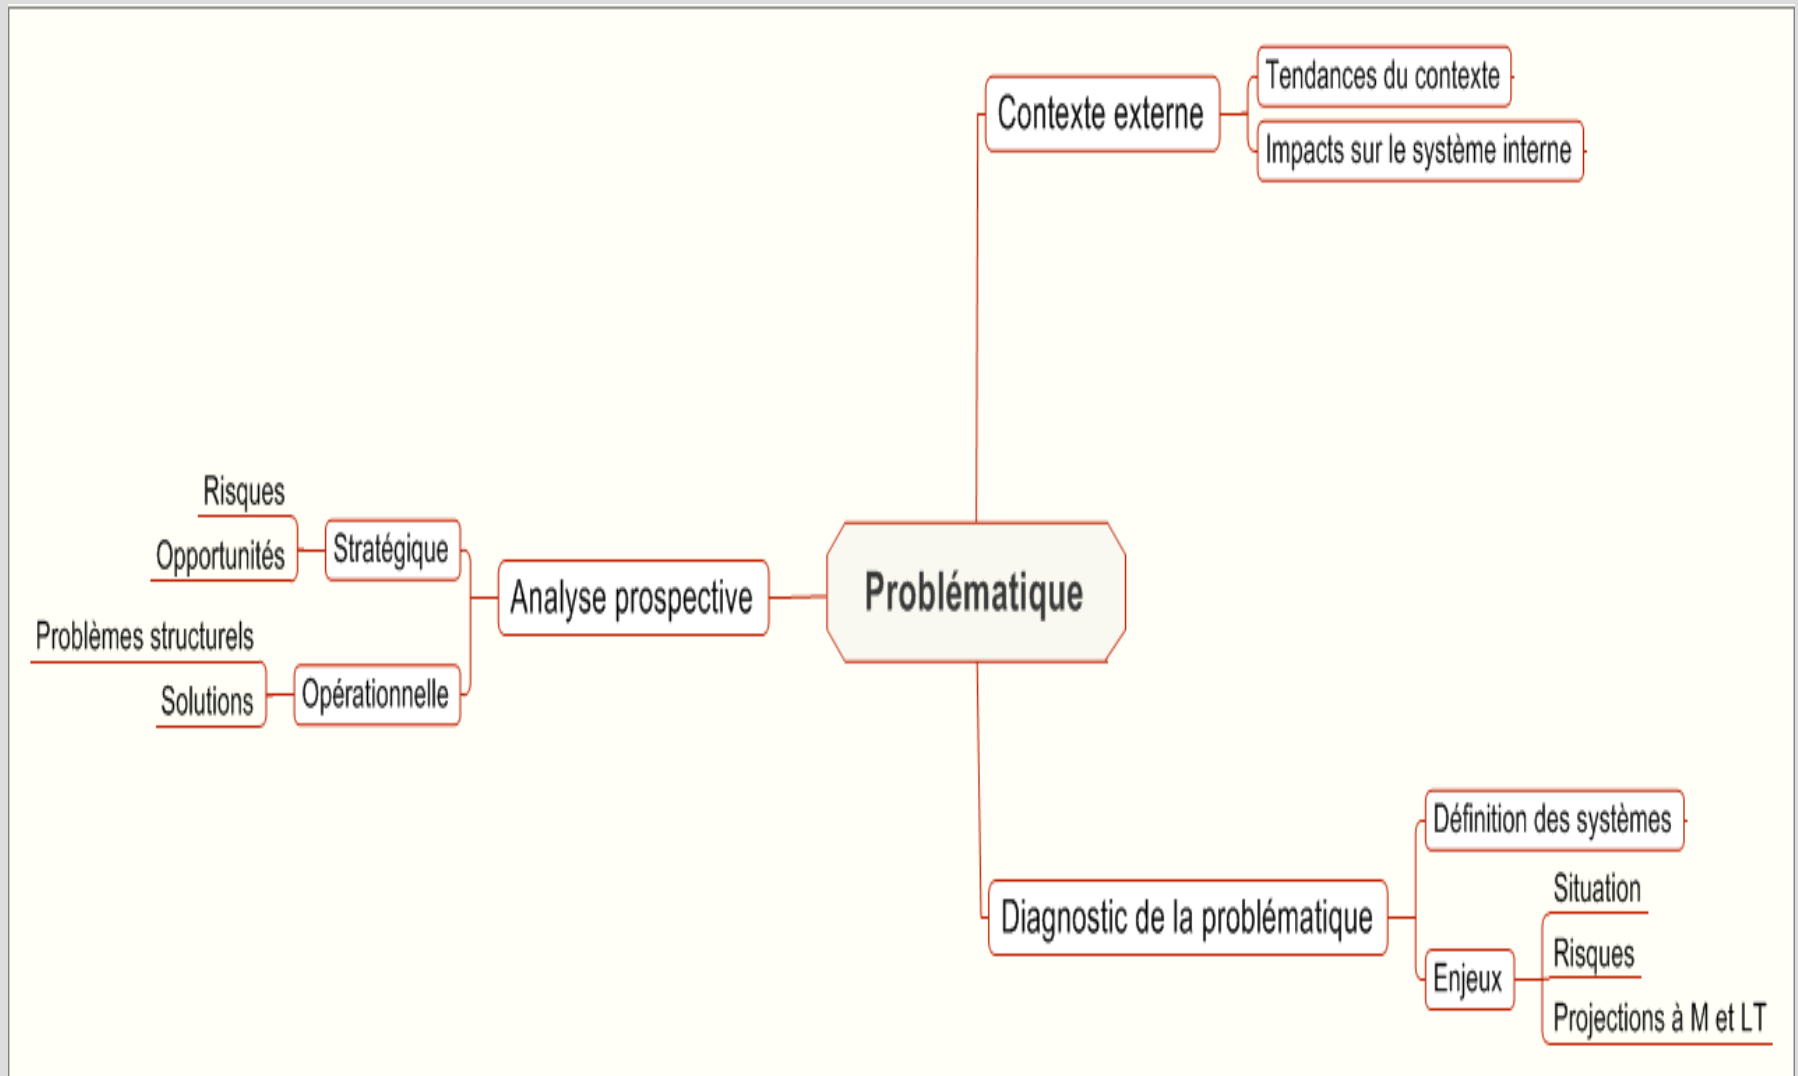 Problématique
Contexte externe
Tendances du contexte
Impacts sur le système interne
Diagnostic de la problématique
Définition des systèmes
Enjeux
Situation
Risques
Projections à M et LT
Analyse prospective
Stratégique
Risques
Opportunités
Opérationnelle
Problèmes structurels
Solutions